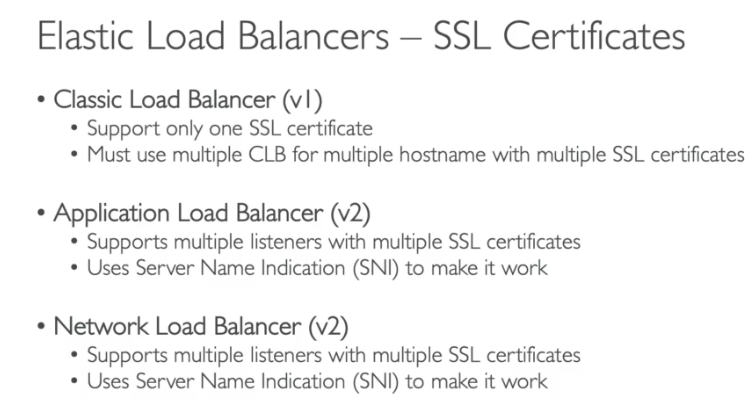 Elastic Load Balancers – SSL Certificates
• Classic Load Balancer (v1)
• Support only one SSL certificate
• Must use multiple CLB for multiple hostname with multiple SSL certificates
• Application Load Balancer (v2)
• Supports multiple listeners with multiple SSL certificates
• Uses Server Name Indication (SNI) to make it work
• Network Load Balancer (v2)
• Supports multiple listeners with multiple SSL certificates
• Uses Server Name Indication (SNI) to make it work